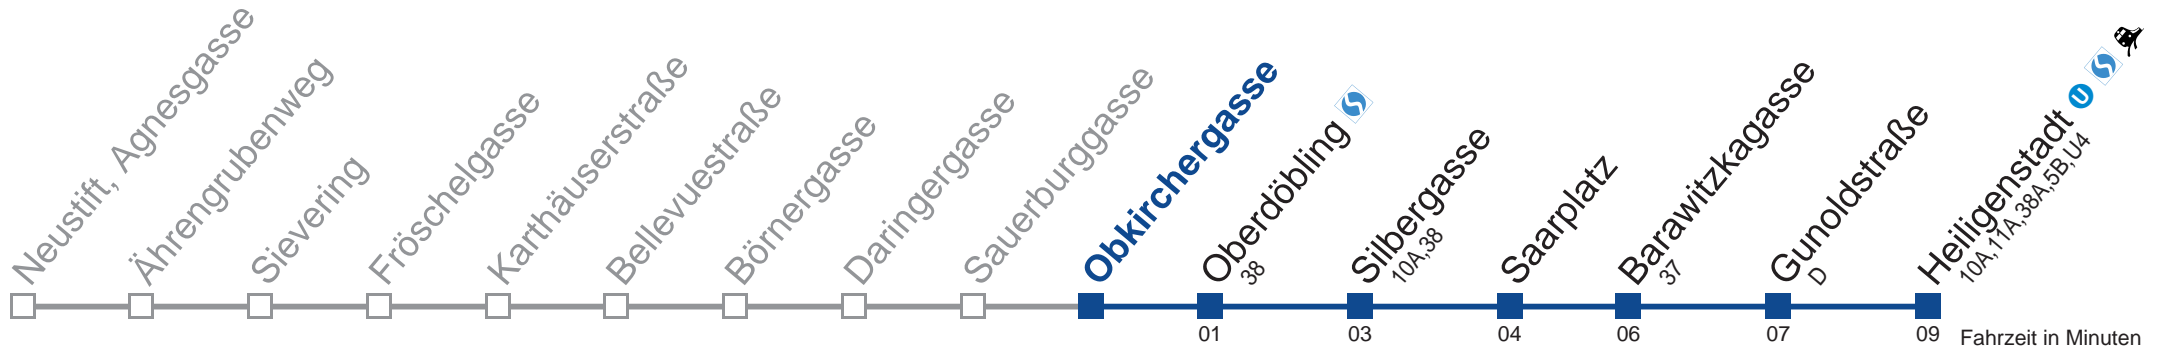 Neustift, Agnesgasse
Ährengrubenweg
Sievering
Fröschelgasse
Karthäuserstraße
Bellevuestraße
Börnergasse
Daringergasse
Sauerburggasse
Obkirchergasse
Oberdöbling
38
Silbergasse
10A,38
Saarplatz
Barawitzkagasse
37
Gunoldstraße
D
Heiligenstadt U
10A,11A,38A,5B,U4
01 03 04 06 07 09 Fahrzeit in Minuten